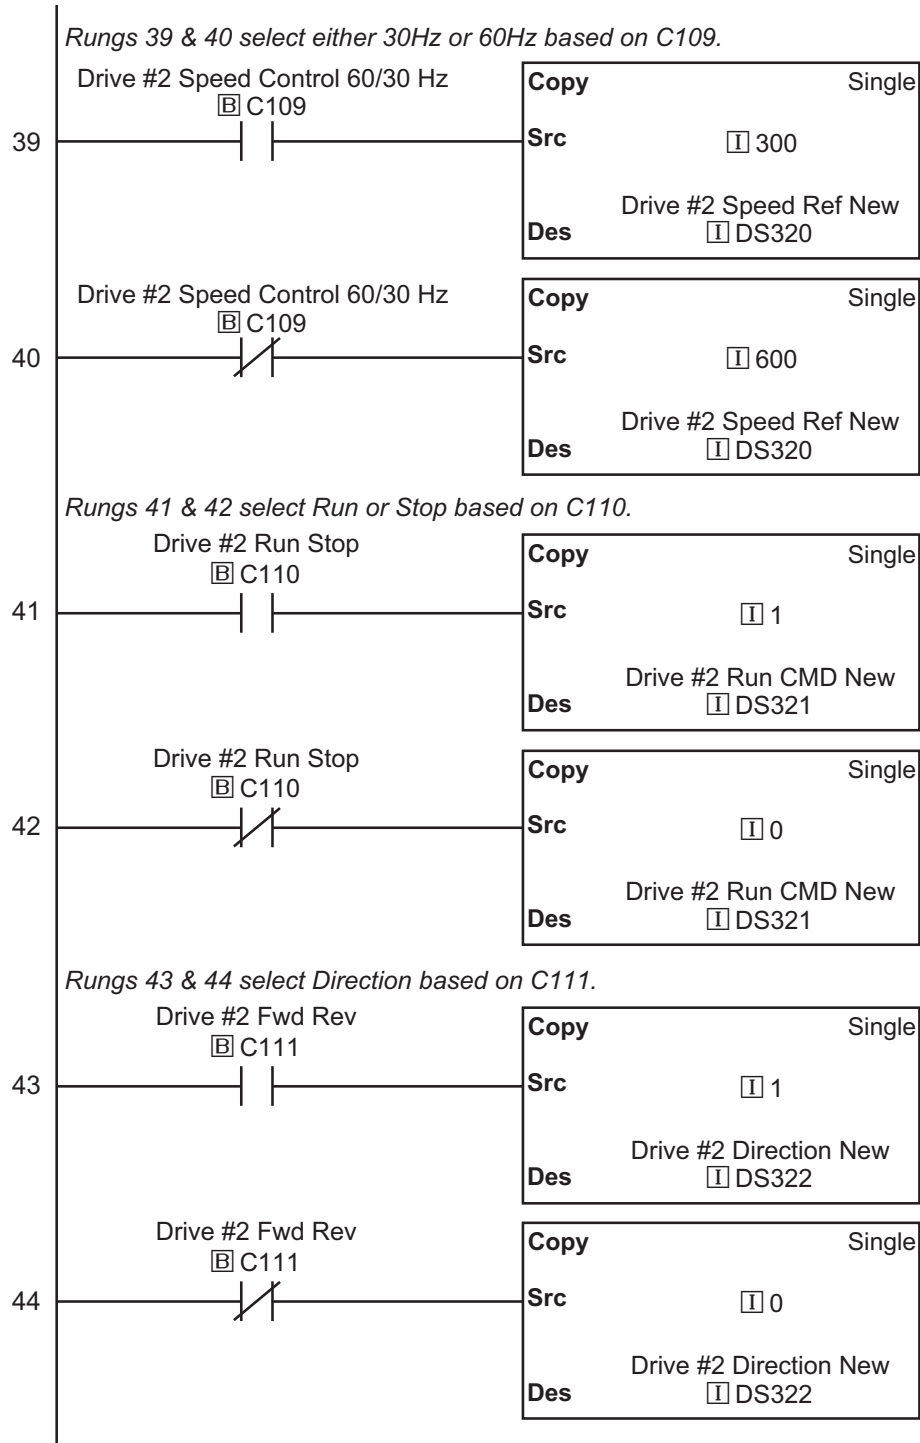 Rungs 39 & 40 select either 30Hz or 60Hz based on C109.
Drive #2 Speed Control 60/30 Hz
B C109
39
Copy Single
Src I 300
Drive #2 Speed Ref New
Des I DS320
Drive #2 Speed Control 60/30 Hz
B C109
40
Copy Single
Src I 600
Drive #2 Speed Ref New
Des I DS320
Rungs 41 & 42 select Run or Stop based on C110.
Drive #2 Run Stop
B C110
41
Copy Single
Src I 1
Drive #2 Run CMD New
Des I DS321
Drive #2 Run Stop
B C110
42
Copy Single
Src I 0
Drive #2 Run CMD New
Des I DS321
Rungs 43 & 44 select Direction based on C111.
Drive #2 Fwd Rev
B C111
43
Copy Single
Src I 1
Drive #2 Direction New
Des I DS322
Drive #2 Fwd Rev
B C111
44
Copy Single
Src I 0
Drive #2 Direction New
Des I DS322